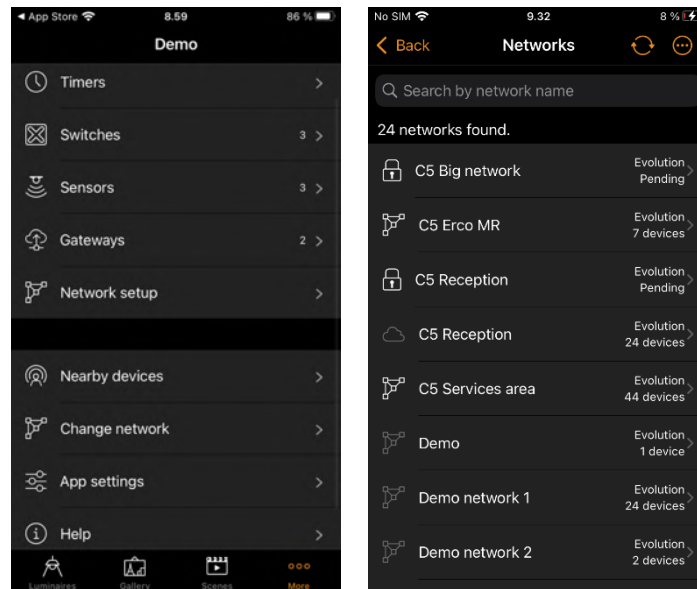 App Store
8.59
86 %
Demo
Timers
Switches
3
Sensors
3
Gateways
2
Network setup
Nearby devices
Change network
App settings
Help
Luminaires
Gallery
Scenes
More
No SIM
9.32
8 %
Back
Networks
Search by network name
24 networks found.
C5 Big network
Evolution
Pending
C5 Erco MR
Evolution
7 devices
C5 Reception
Evolution
Pending
C5 Reception
Evolution
24 devices
C5 Services area
Evolution
44 devices
Demo
Evolution
1 device
Demo network 1
Evolution
24 devices
Demo network 2
Evolution
2 devices